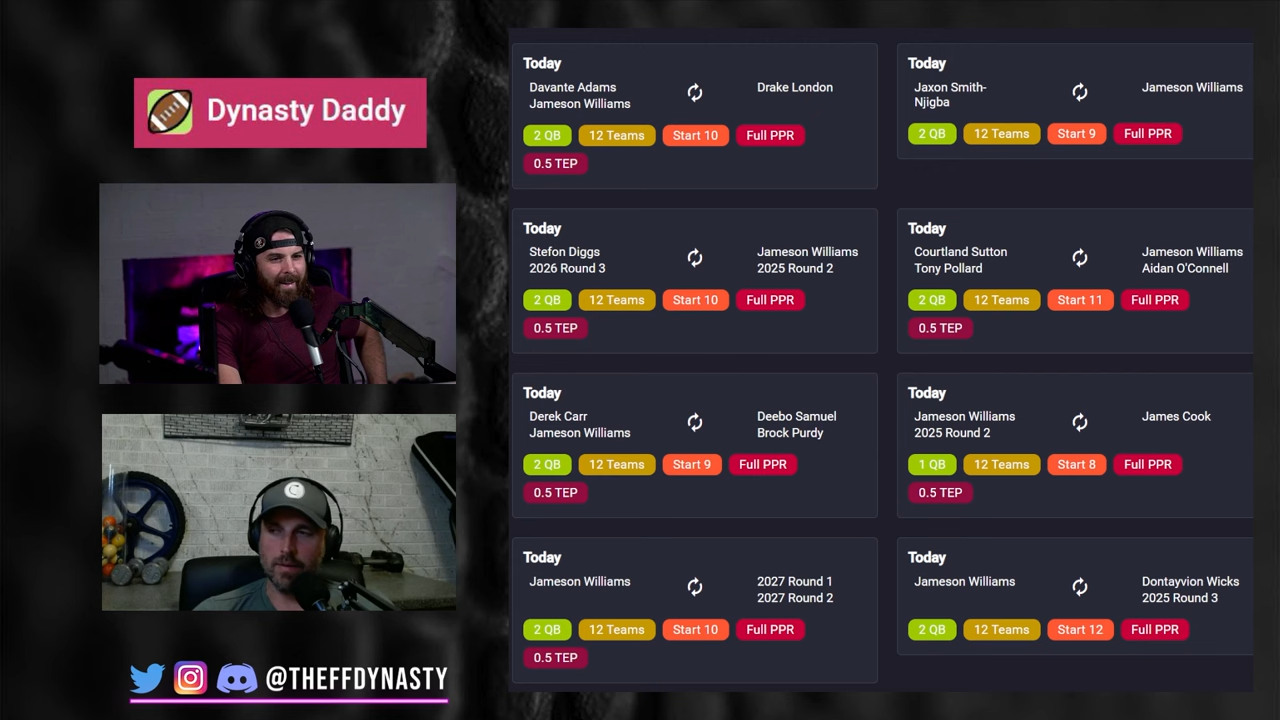 Dynasty Daddy
@THEFFDYNASTY
Today
Davante Adams
Jameson Williams
Drake London
2 QB
12 Teams
Start 10
Full PPR
0.5 TEP
Today
Jaxon Smith-
Njigba
Jameson Williams
2 QB
12 Teams
Start 9
Full PPR
Today
Stefon Diggs
2026 Round 3
Jameson Williams
2025 Round 2
2 QB
12 Teams
Start 10
Full PPR
0.5 TEP
Today
Courtland Sutton
Tony Pollard
Jameson Williams
Aidan O'Connell
2 QB
12 Teams
Start 11
Full PPR
0.5 TEP
Today
Derek Carr
Jameson Williams
Deebo Samuel
Brock Purdy
2 QB
12 Teams
Start 9
Full PPR
0.5 TEP
Today
Jameson Williams
2025 Round 2
James Cook
1 QB
12 Teams
Start 8
Full PPR
0.5 TEP
Today
Jameson Williams
2027 Round 1
2027 Round 2
2 QB
12 Teams
Start 10
Full PPR
0.5 TEP
Today
Jameson Williams
Dontayvion Wicks
2025 Round 3
2 QB
12 Teams
Start 12
Full PPR